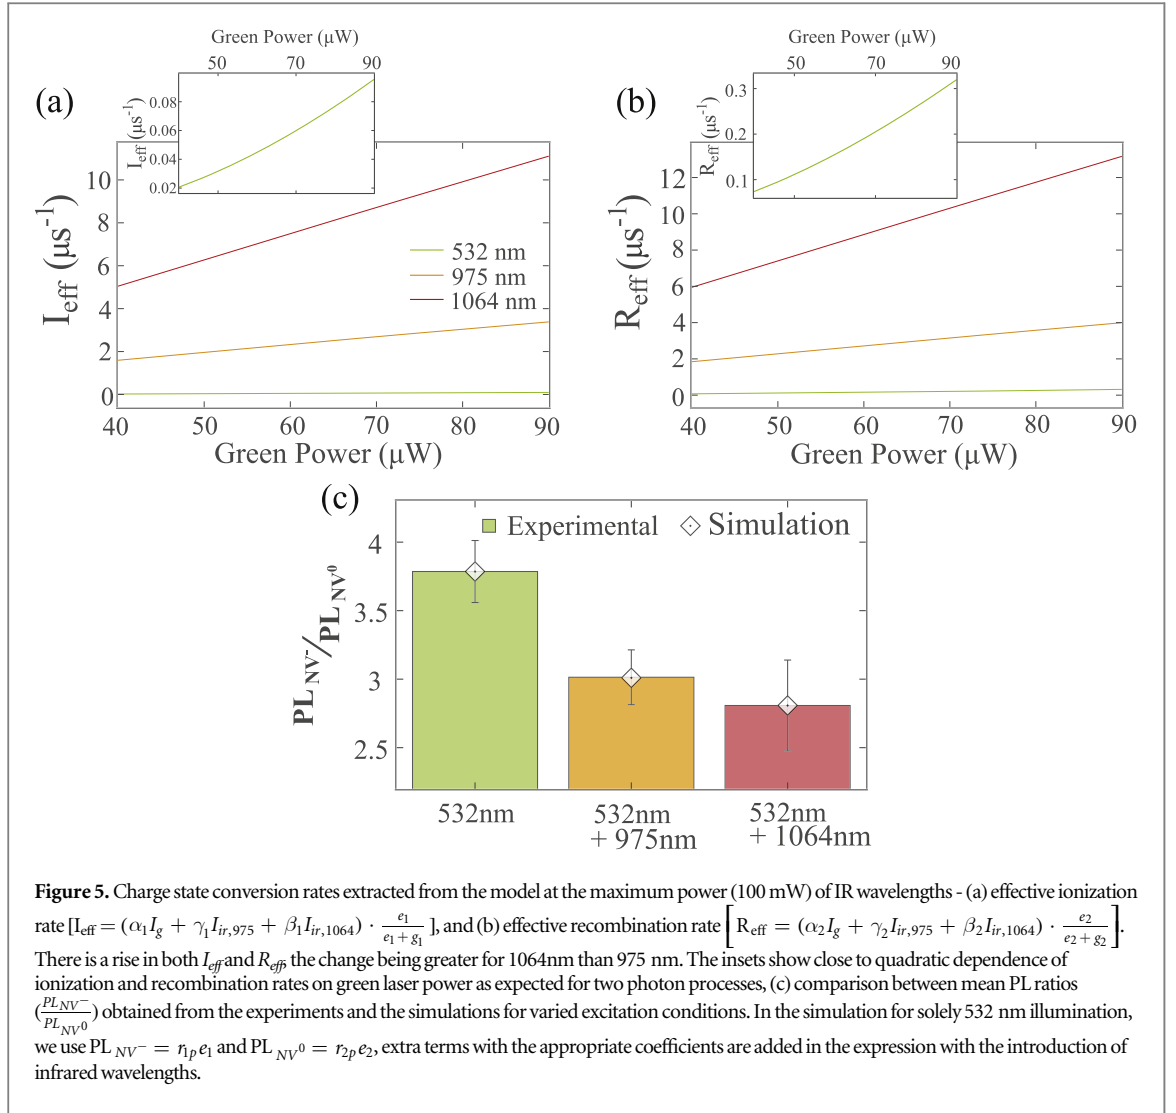 Green Power (μW)
50 70 90
(a)
I_eff (μs^-1)
0.08
0.06
0.04
0.02
I_eff (μs^-1)
10
8
6
4
2
0
532 nm
975 nm
1064 nm
40 50 60 70 80 90
Green Power (μW)
Green Power (μW)
50 70 90
(b)
R_eff (μs^-1)
0.3
0.2
0.1
R_eff (μs^-1)
12
10
8
6
4
2
0
40 50 60 70 80 90
Green Power (μW)
(c)
Experimental Simulation
PL_NV^-/PL_NV^0
4
3.5
3
2.5
532nm
532nm
+ 975nm
532nm
+ 1064nm
Figure 5. Charge state conversion rates extracted from the model at the maximum power (100 mW) of IR wavelengths - (a) effective ionization
rate [I_eff = (α_1 I_g + γ_1 I_ir,975 + β_1 I_ir,1064) · e_1/(e_1 + g_1)], and (b) effective recombination rate [R_eff = (α_2 I_g + γ_2 I_ir,975 + β_2 I_ir,1064) · e_2/(e_2 + g_2)].
There is a rise in both I_eff and R_eff, the change being greater for 1064nm than 975 nm. The insets show close to quadratic dependence of
ionization and recombination rates on green laser power as expected for two photon processes, (c) comparison between mean PL ratios
(PL_NV^-/PL_NV^0) obtained from the experiments and the simulations for varied excitation conditions. In the simulation for solely 532 nm illumination,
we use PL_NV^- = r_1p e_1 and PL_NV^0 = r_2p e_2, extra terms with the appropriate coefficients are added in the expression with the introduction of
infrared wavelengths.